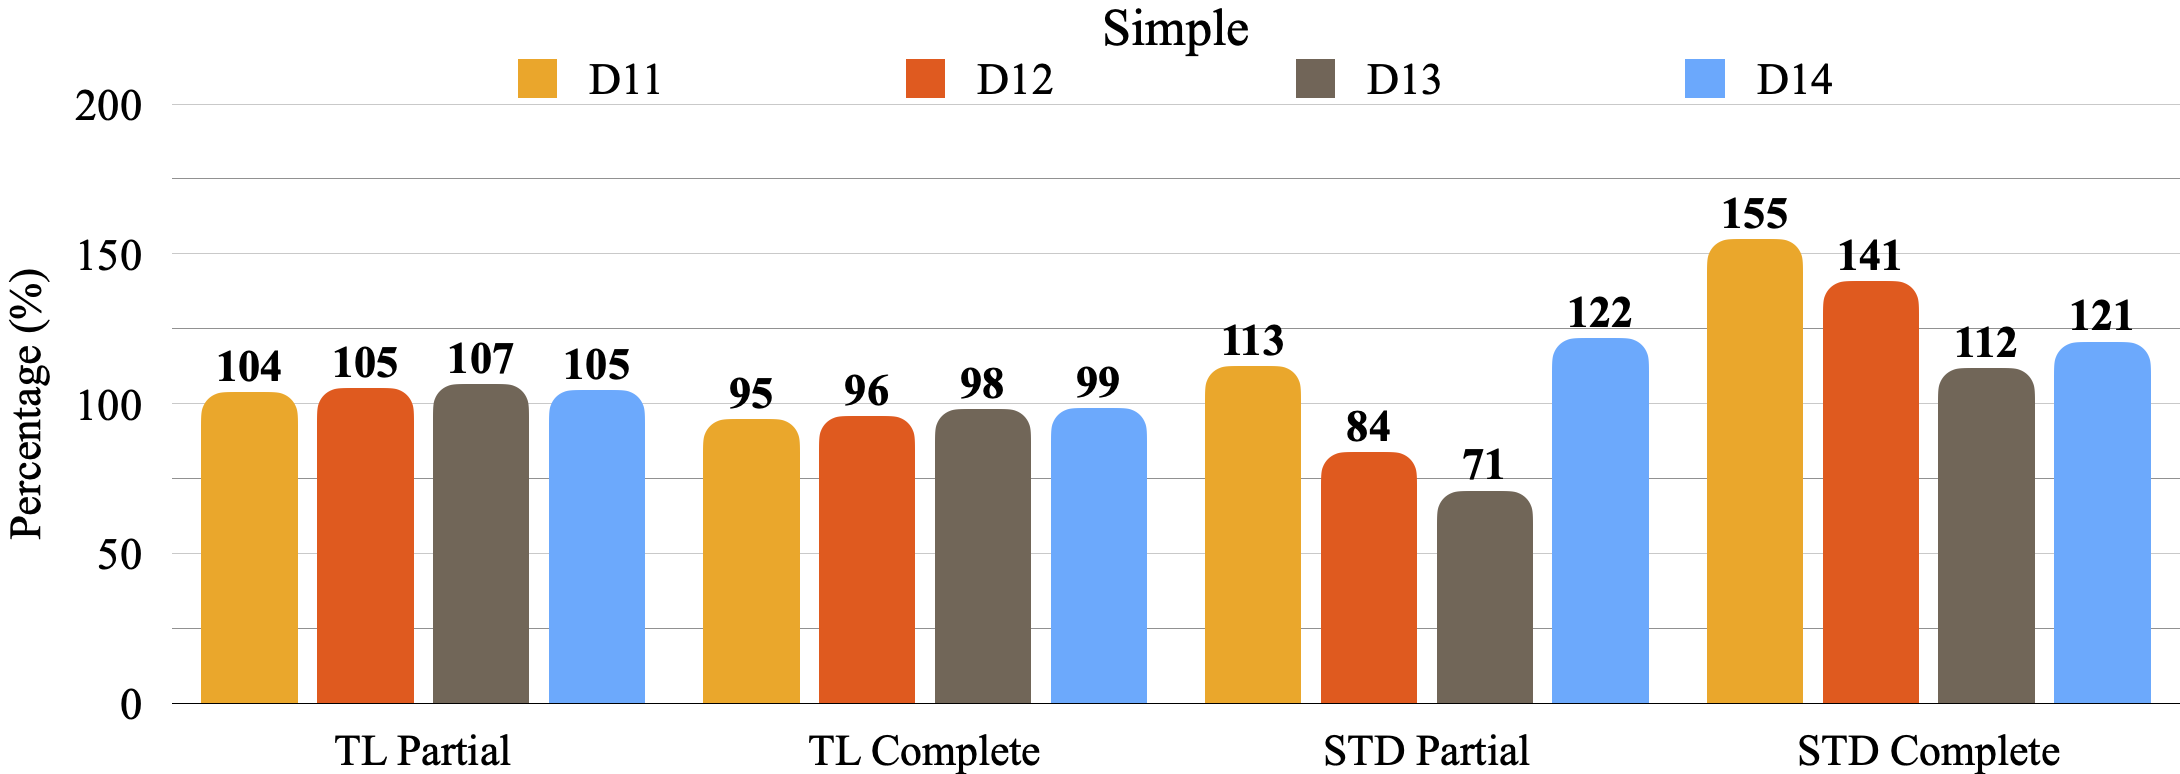 Simple
D11 D12 D13 D14
200
150
100
50
0
Percentage (%)
104 105 107 105
95 96 98 99
113 84 71 122
155 141 112 121
TL Partial TL Complete STD Partial STD Complete